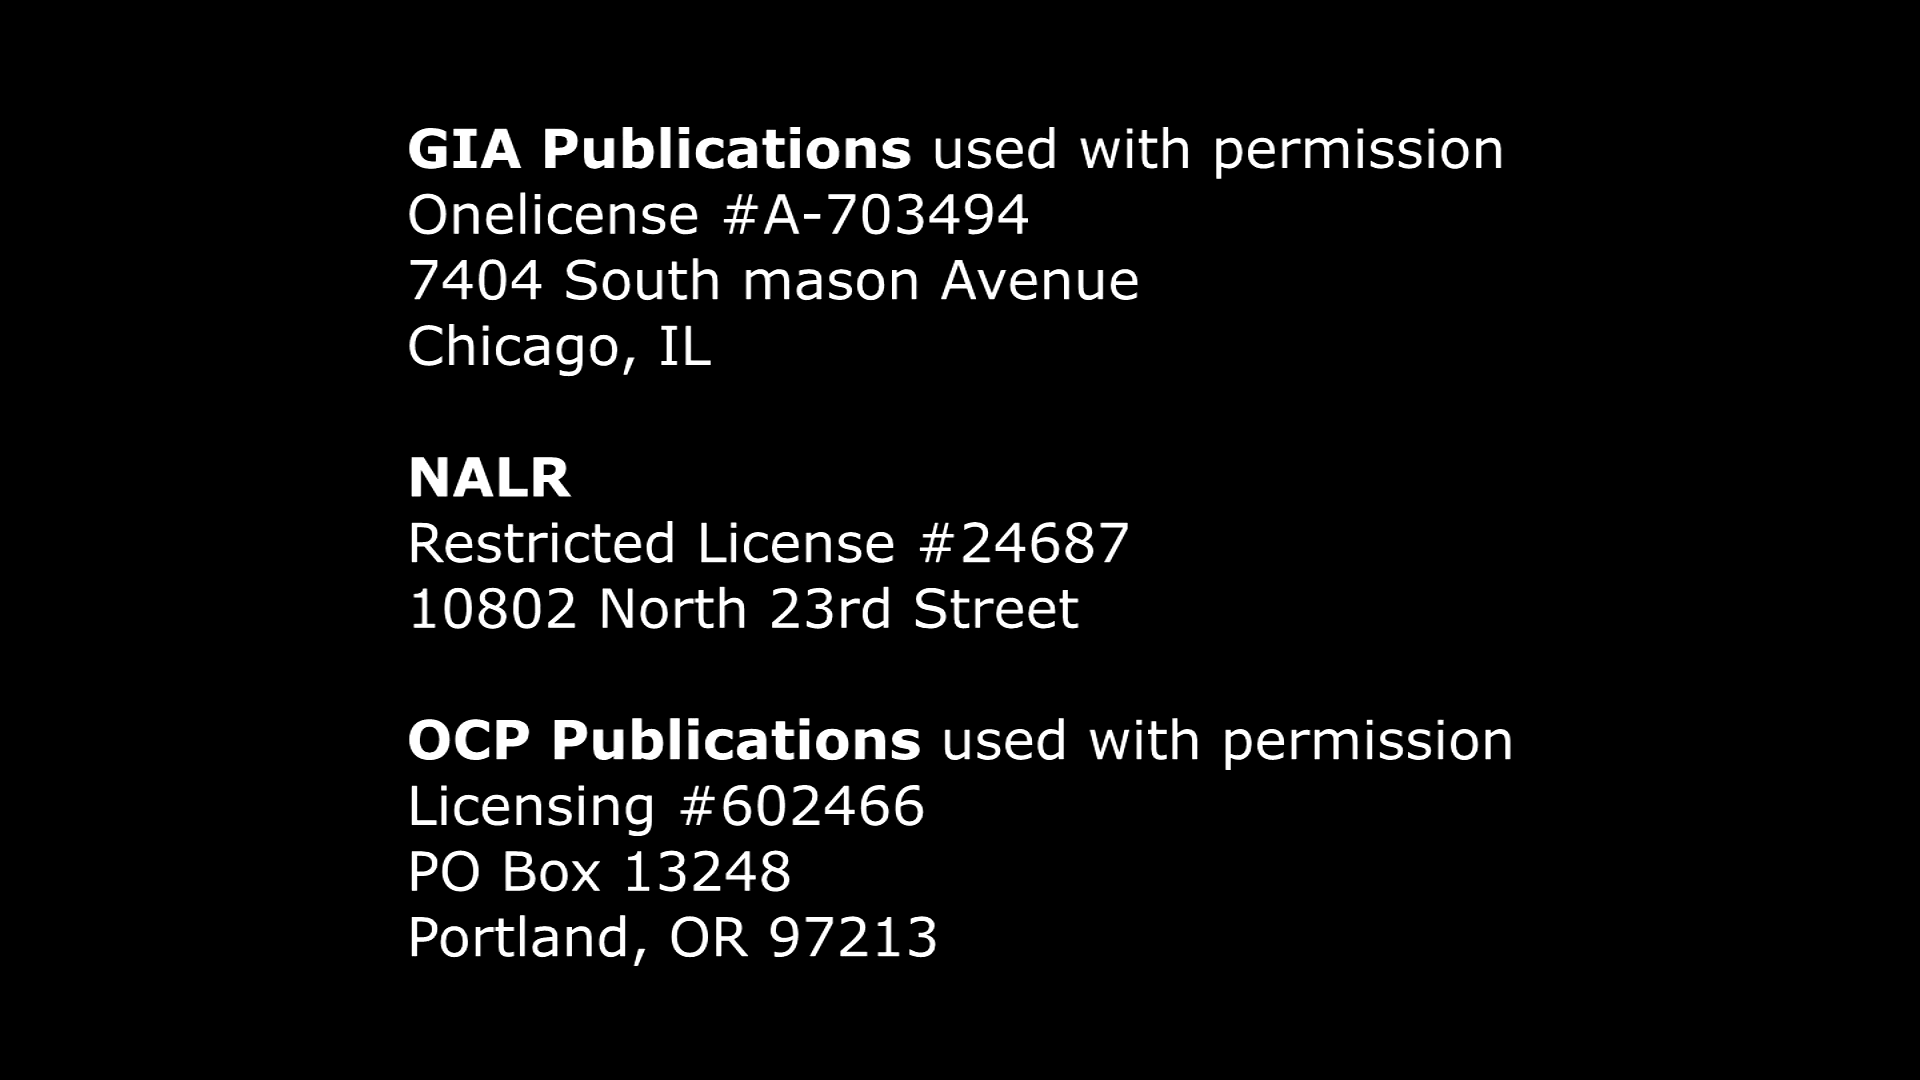 GIA Publications used with permission
Onelicense #A-703494
7404 South mason Avenue
Chicago, IL
NALR
Restricted License #24687
10802 North 23rd Street
OCP Publications used with permission
Licensing #602466
PO Box 13248
Portland, OR 97213